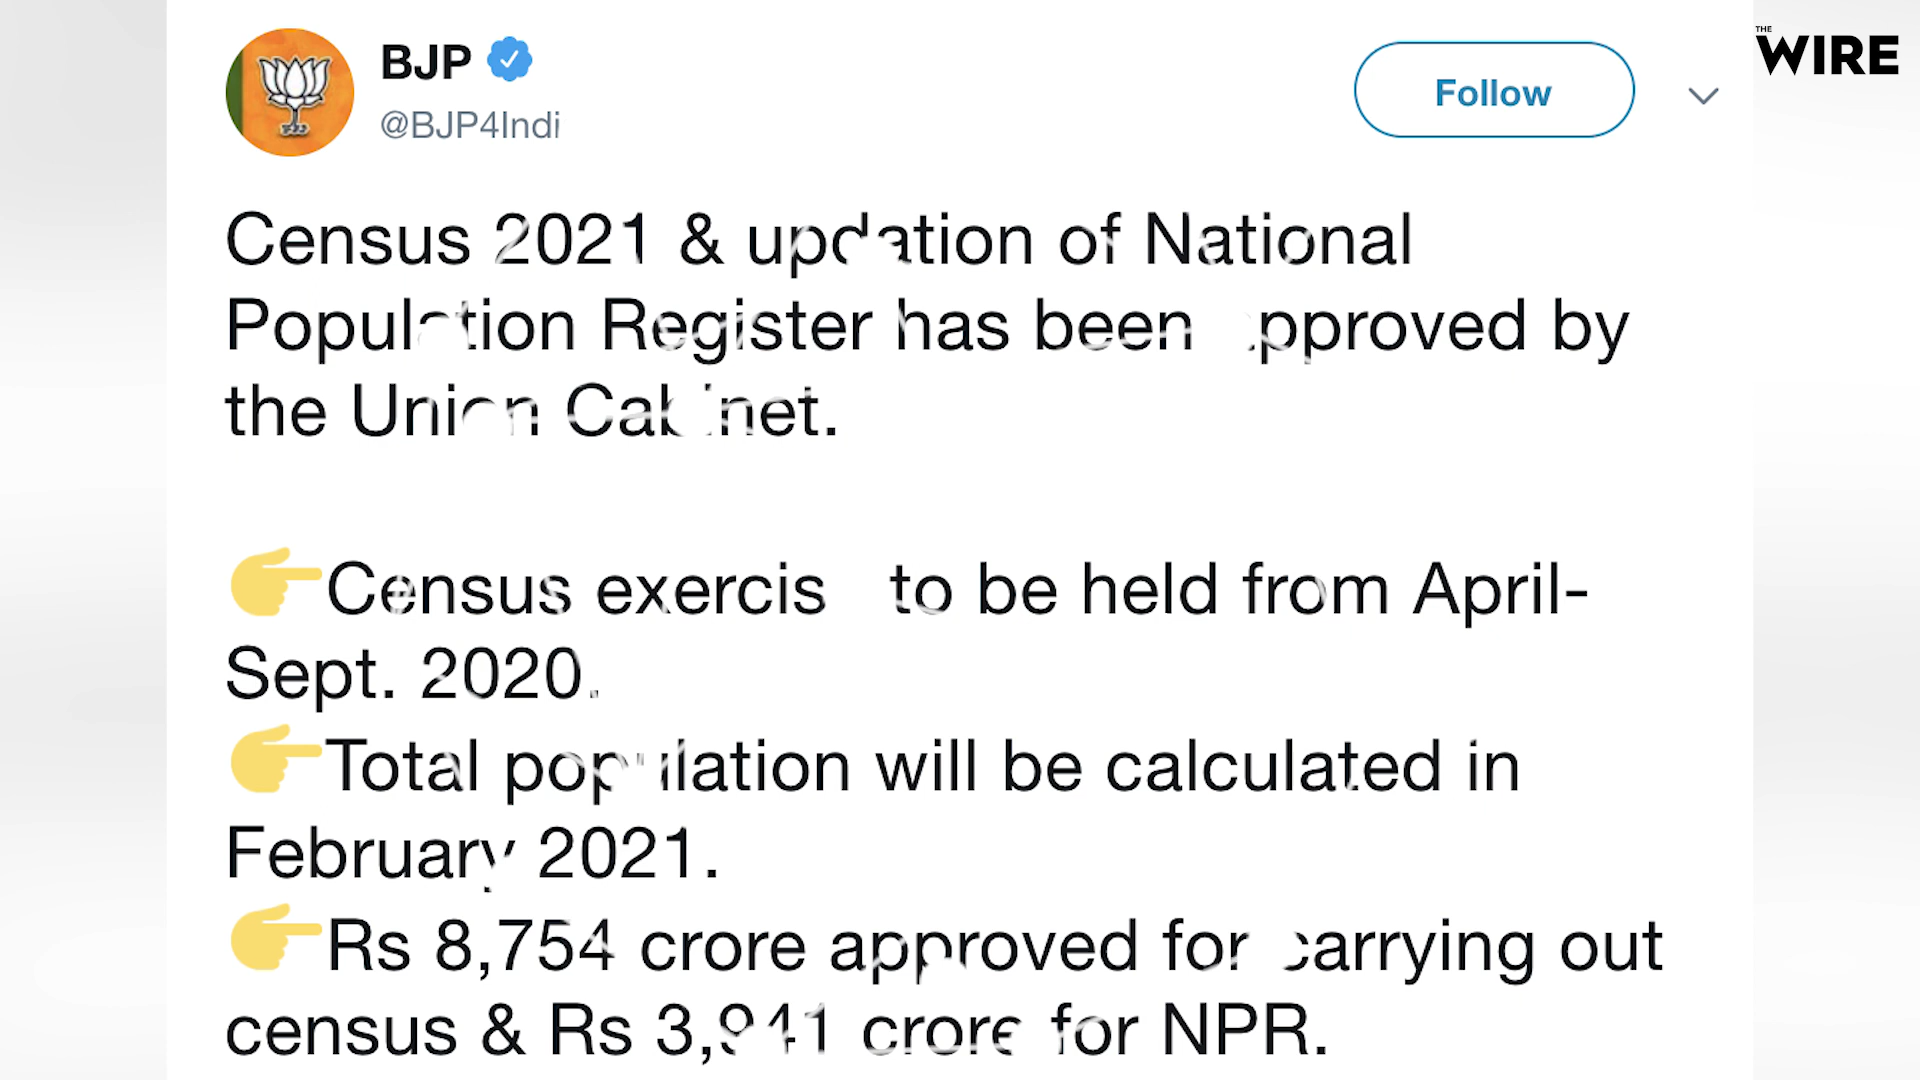 BJP
@BJP4Indi
Follow
THE
WIRE
Census 2021 & updation of National
Population Register has been approved by
the Union Cabinet.
Census exercis to be held from April-
Sept. 2020.
Total population will be calculated in
February 2021.
Rs 8,754 crore approved for carrying out
census & Rs 3,941 crore for NPR.